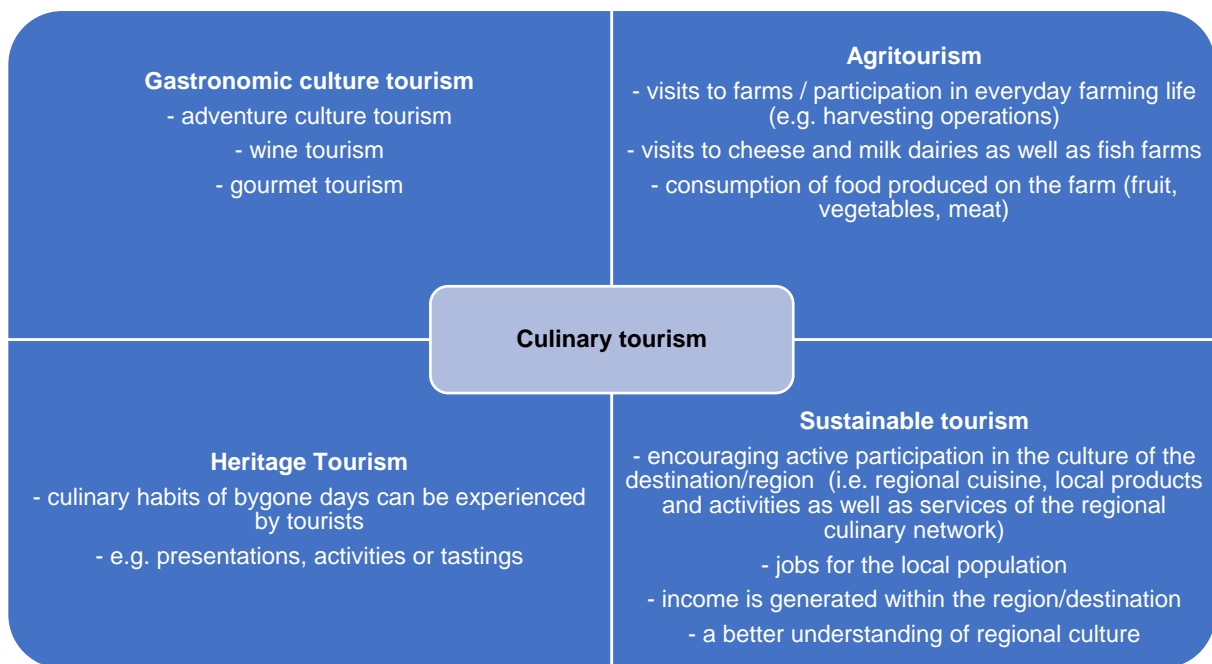 Gastronomic culture tourism
- adventure culture tourism
- wine tourism
- gourmet tourism
Agritourism
- visits to farms / participation in everyday farming life
(e.g. harvesting operations)
- visits to cheese and milk dairies as well as fish farms
- consumption of food produced on the farm (fruit,
vegetables, meat)
Culinary tourism
Heritage Tourism
- culinary habits of bygone days can be experienced
by tourists
- e.g. presentations, activities or tastings
Sustainable tourism
- encouraging active participation in the culture of the
destination/region (i.e. regional cuisine, local products
and activities as well as services of the regional
culinary network)
- jobs for the local population
- income is generated within the region/destination
- a better understanding of regional culture